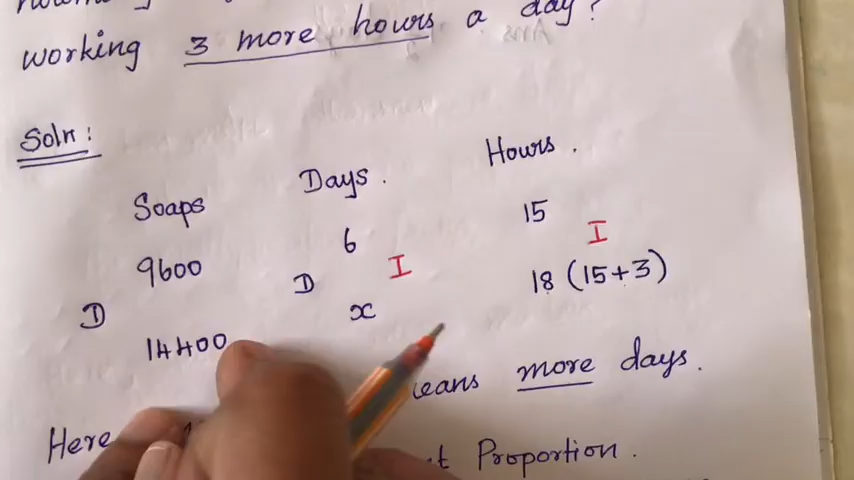 a day?
working 3 more hours
Soln:
Soaps Days. Hours.
9600 6 15
D D I I
14400 x 18 (15+3)
more days.
Here
Proportion.